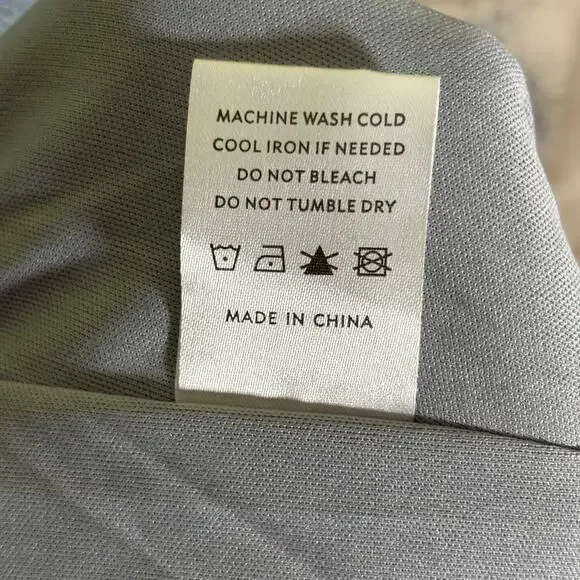 MACHINE WASH COLD
COOL IRON IF NEEDED
DO NOT BLEACH
DO NOT TUMBLE DRY
MADE IN CHINA